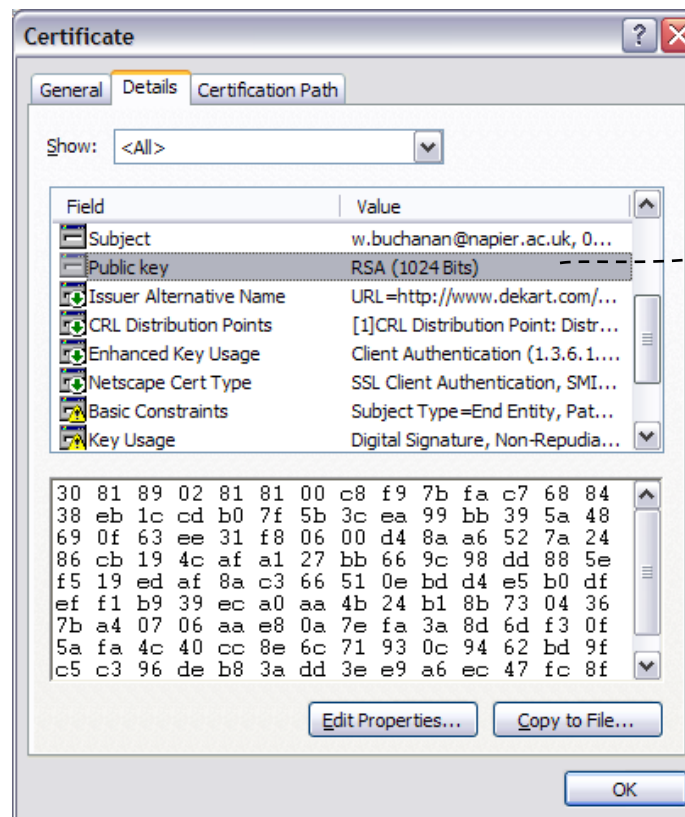 Certificate
General Details Certification Path
Show: <All>
Field Value
Subject w.buchanan@napier.ac.uk, 0...
Public key RSA (1024 Bits)
Issuer Alternative Name URL=http://www.dekart.com/...
CRL Distribution Points [1]CRL Distribution Point: Distr...
Enhanced Key Usage Client Authentication (1.3.6.1....
Netscape Cert Type SSL Client Authentication, SMI...
Basic Constraints Subject Type=End Entity, Pat...
Key Usage Digital Signature, Non-Repudia...
30 81 89 02 81 81 00 c8 f9 7b fa c7 68 84
38 eb 1c cd b0 7f 5b 3c ea 99 bb 39 5a 48
69 0f 63 ee 31 f8 06 00 d4 8a a6 52 7a 24
86 cb 19 4c af a1 27 bb 66 9c 98 dd 88 5e
f5 19 ed af 8a c3 66 51 0e bd d4 e5 b0 df
ef f1 b9 39 ec a0 aa 4b 24 b1 8b 73 04 36
7b a4 07 06 aa e8 0a 7e fa 3a 8d 6d f3 0f
5a fa 4c 40 cc 8e 6c 71 93 0c 94 62 bd 9f
c5 c3 96 de b8 3a dd 3e e9 a6 ec 47 fc 8f
Edit Properties... Copy to File...
OK